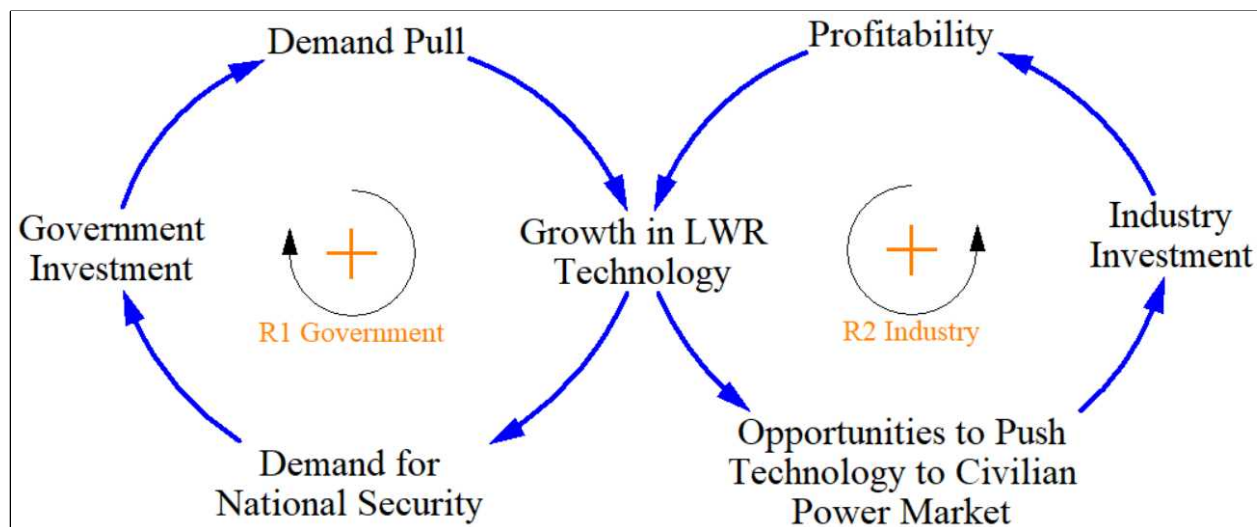 Demand Pull
Profitability
Government
Investment
Growth in LWR
Technology
Industry
Investment
R1 Government
R2 Industry
Demand for
National Security
Opportunities to Push
Technology to Civilian
Power Market